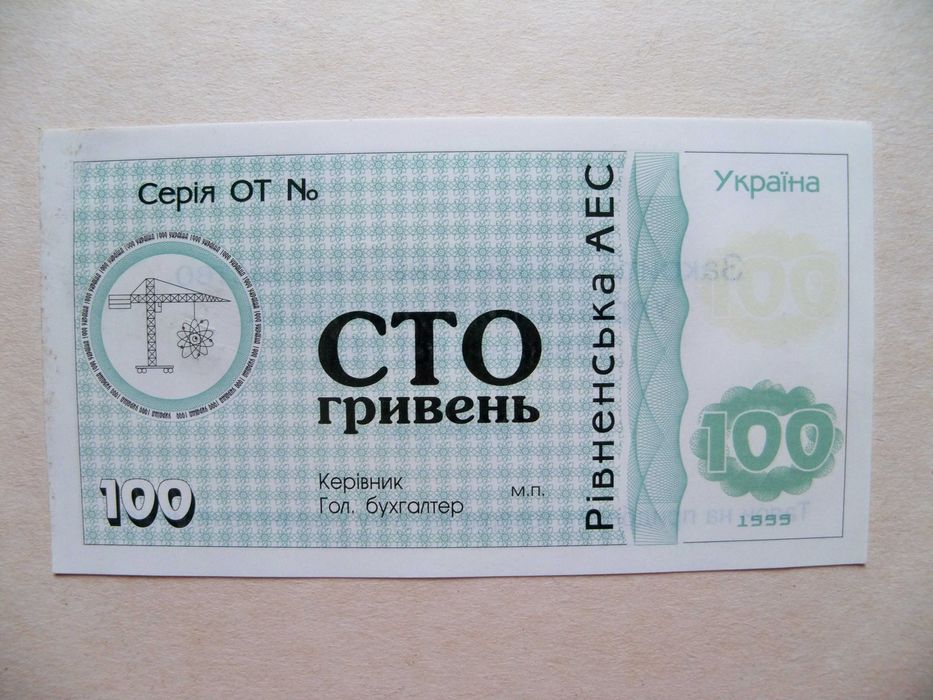 Серія ОТ №
СТО
гривень
Керівник
Гол. бухгалтер
м.п.
100
Рівненська АЕС
Україна
100
1999